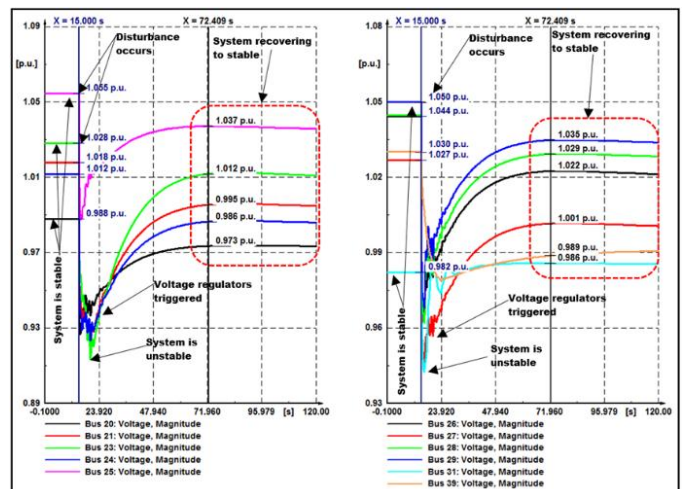 X = 15.000 s
X = 72.409 s
1.09
[p.u.]
1.05
1.01
0.97
0.93
0.89
Disturbance
occurs
System recovering
to stable
1.055 p.u.
1.028 p.u.
1.018 p.u.
1.012 p.u.
0.988 p.u.
1.037 p.u.
1.012 p.u.
0.995 p.u.
0.986 p.u.
0.973 p.u.
System is stable
Voltage regulators
triggered
System is
unstable
-0.1000
23.920
47.940
71.960
95.979
[s]
120.00
Bus 20: Voltage, Magnitude
Bus 21: Voltage, Magnitude
Bus 23: Voltage, Magnitude
Bus 24: Voltage, Magnitude
Bus 25: Voltage, Magnitude
X = 15.000 s
X = 72.409 s
1.08
[p.u.]
1.05
1.02
0.99
0.96
0.93
Disturbance
occurs
System recovering
to stable
1.050 p.u.
1.044 p.u.
1.030 p.u.
1.027 p.u.
0.982 p.u.
1.035 p.u.
1.029 p.u.
1.022 p.u.
1.001 p.u.
0.989 p.u.
0.986 p.u.
System is stable
Voltage regulators
triggered
System is
unstable
-0.1000
23.920
47.940
71.960
95.979
[s]
120.00
Bus 26: Voltage, Magnitude
Bus 27: Voltage, Magnitude
Bus 28: Voltage, Magnitude
Bus 29: Voltage, Magnitude
Bus 31: Voltage, Magnitude
Bus 39: Voltage, Magnitude